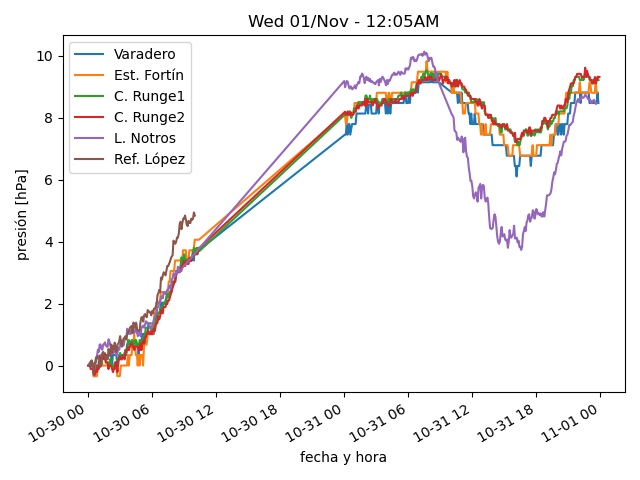 Wed 01/Nov - 12:05AM
Varadero
Est. Fortín
C. Runge1
C. Runge2
L. Notros
Ref. López
presión [hPa]
10
8
6
4
2
0
10-30 00
10-30 06
10-30 12
10-30 18
10-31 00
10-31 06
10-31 12
10-31 18
11-01 00
fecha y hora